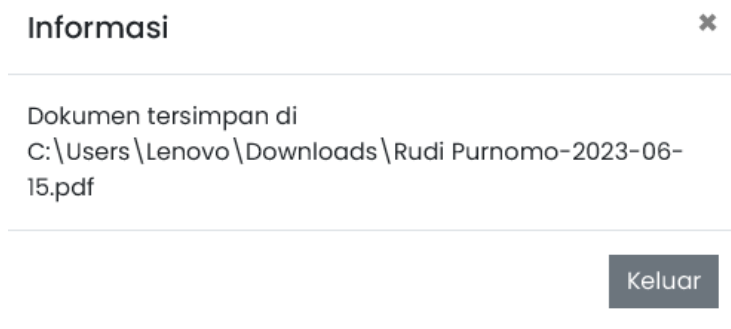 Informasi
Dokumen tersimpan di
C:\Users\Lenovo\Downloads\Rudi Purnomo-2023-06-
15.pdf
Keluar